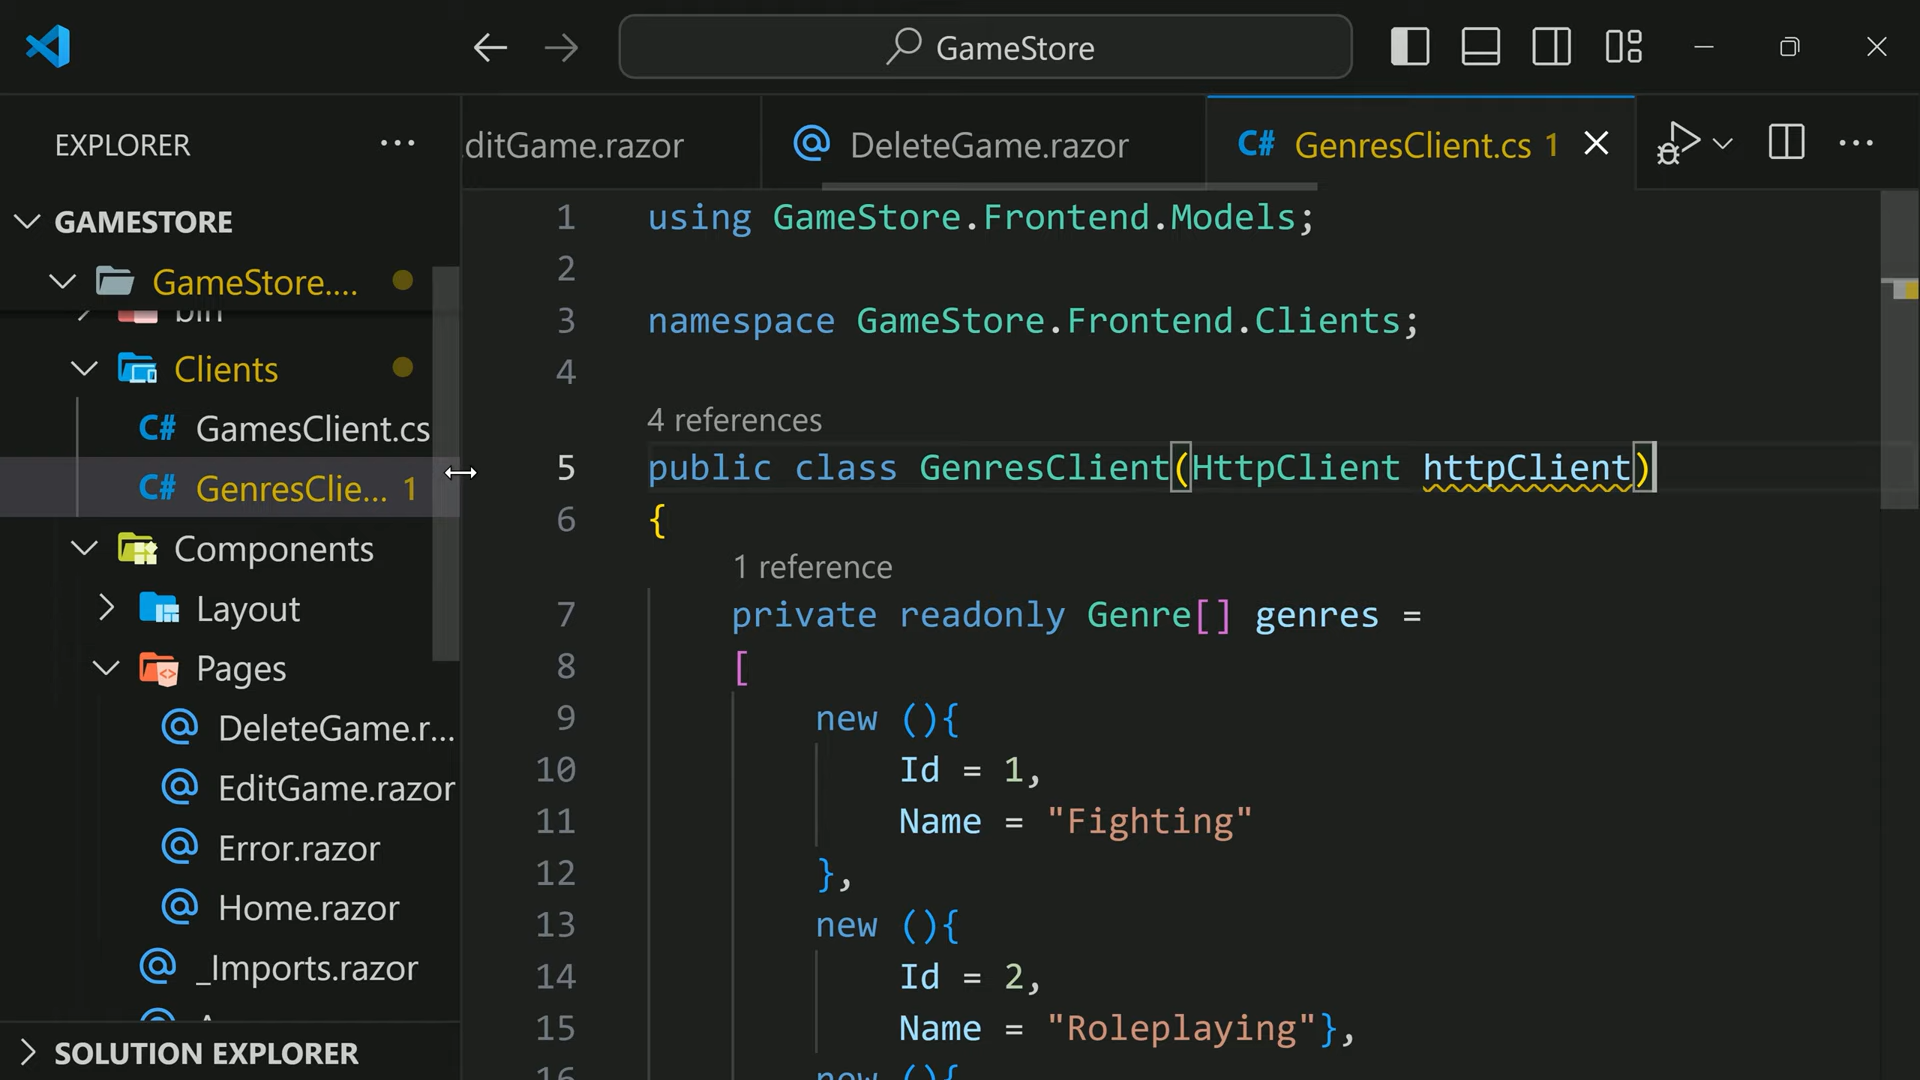 GameStore
EXPLORER
ditGame.razor
DeleteGame.razor
C# GenresClient.cs 1
GAMESTORE
GameStore....
bin
Clients
C# GamesClient.cs
C# GenresClie... 1
Components
Layout
Pages
DeleteGame.r...
EditGame.razor
Error.razor
Home.razor
_Imports.razor
SOLUTION EXPLORER
1 using GameStore.Frontend.Models;
2
3 namespace GameStore.Frontend.Clients;
4
4 references
5 public class GenresClient(HttpClient httpClient)
6 {
1 reference
7 private readonly Genre[] genres =
8 [
9 new (){
10 Id = 1,
11 Name = "Fighting"
12 },
13 new (){
14 Id = 2,
15 Name = "Roleplaying"},
16 new (){